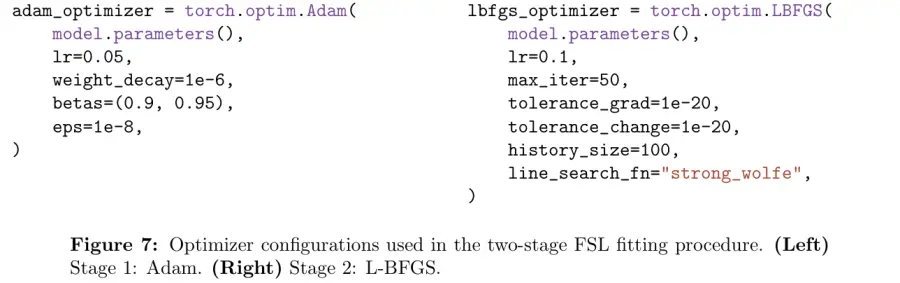 adam_optimizer = torch.optim.Adam(
    model.parameters(),
    lr=0.05,
    weight_decay=1e-6,
    betas=(0.9, 0.95),
    eps=1e-8,
)
lbfgs_optimizer = torch.optim.LBFGS(
    model.parameters(),
    lr=0.1,
    max_iter=50,
    tolerance_grad=1e-20,
    tolerance_change=1e-20,
    history_size=100,
    line_search_fn="strong_wolfe",
)
Figure 7: Optimizer configurations used in the two-stage FSL fitting procedure. (Left)
Stage 1: Adam. (Right) Stage 2: L-BFGS.